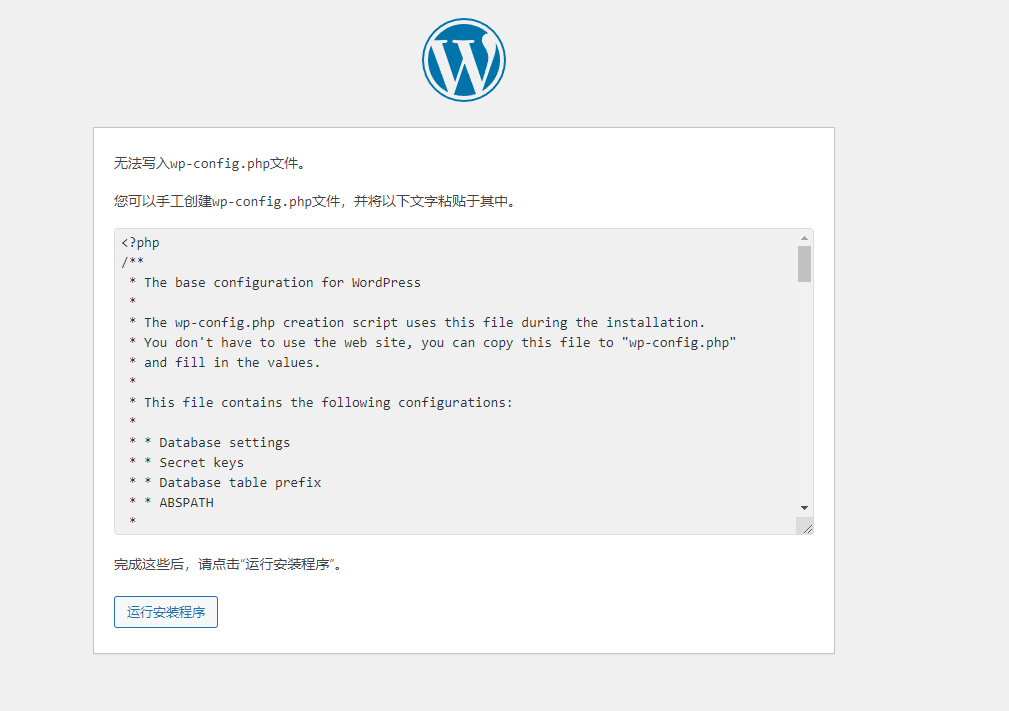 无法写入wp-config.php文件。
您可以手工创建wp-config.php文件，并将以下文字粘贴于其中。
<?php
/**
 * The base configuration for WordPress
 *
 * The wp-config.php creation script uses this file during the installation.
 * You don't have to use the web site, you can copy this file to "wp-config.php"
 * and fill in the values.
 *
 * This file contains the following configurations:
 *
 * * Database settings
 * * Secret keys
 * * Database table prefix
 * * ABSPATH
 *
完成这些后，请点击“运行安装程序”。
运行安装程序